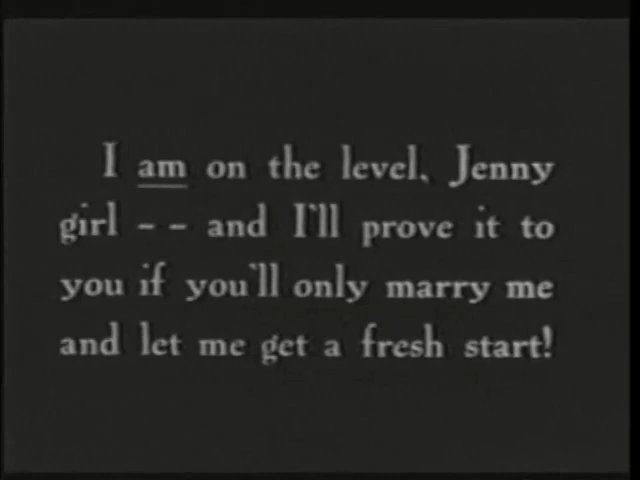 I am on the level, Jenny
girl -- and I'll prove it to
you if you'll only marry me
and let me get a fresh start!